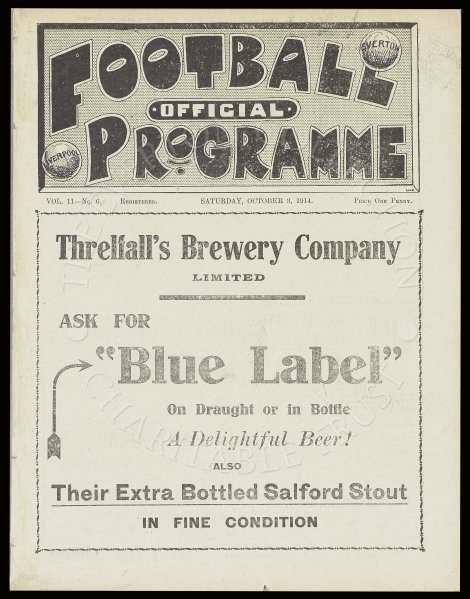 FOOTBALL
EVERTON
OFFICIAL
PROGRAMME
LIVERPOOL
VOL. 11—No. 6. REGISTERED. SATURDAY, OCTOBER 3, 1914. PRICE ONE PENNY.
Threlfall's Brewery Company
LIMITED
ASK FOR
"Blue Label"
On Draught or in Bottle
A Delightful Beer!
ALSO
Their Extra Bottled Salford Stout
IN FINE CONDITION